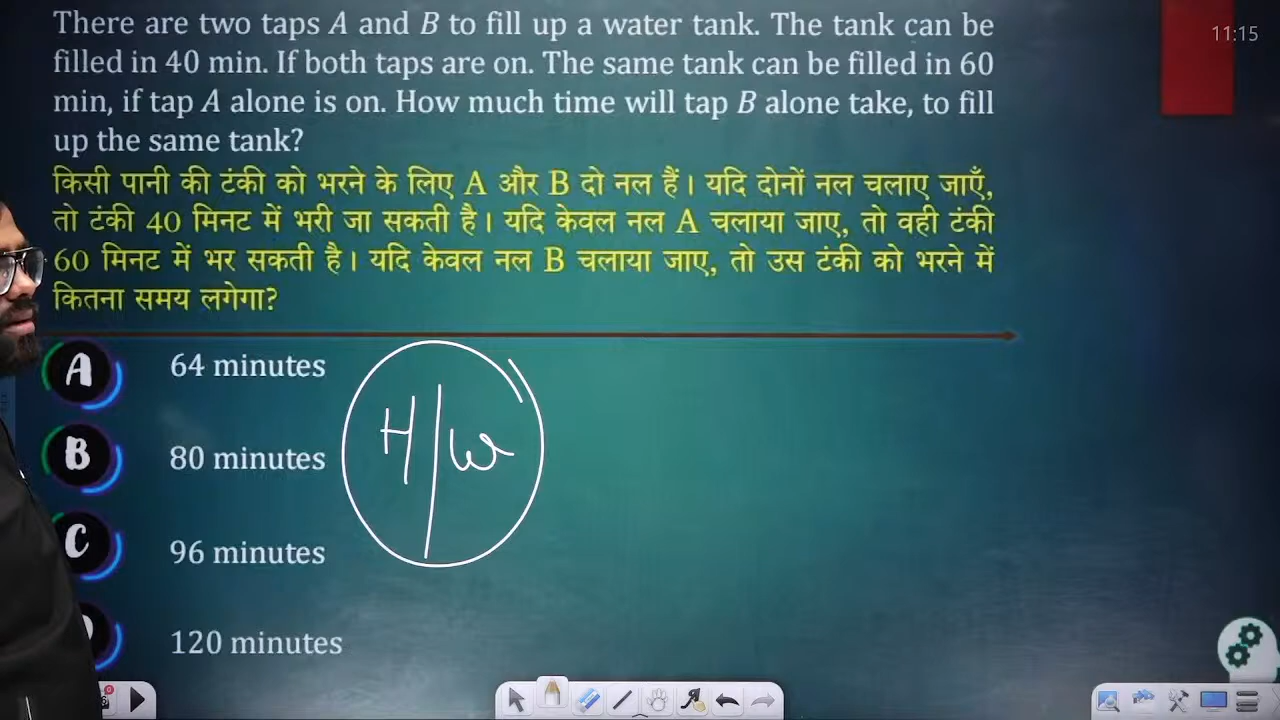 There are two taps A and B to fill up a water tank. The tank can be
11:15
filled in 40 min. If both taps are on. The same tank can be filled in 60
min, if tap A alone is on. How much time will tap B alone take, to fill
up the same tank?
किसी पानी की टंकी को भरने के लिए A और B दो नल हैं। यदि दोनों नल चलाए जाएँ,
तो टंकी 40 मिनट में भरी जा सकती है। यदि केवल नल A चलाया जाए, तो वही टंकी
60 मिनट में भर सकती है। यदि केवल नल B चलाया जाए, तो उस टंकी को भरने में
कितना समय लगेगा?
A 64 minutes
H/W
B 80 minutes
C 96 minutes
120 minutes